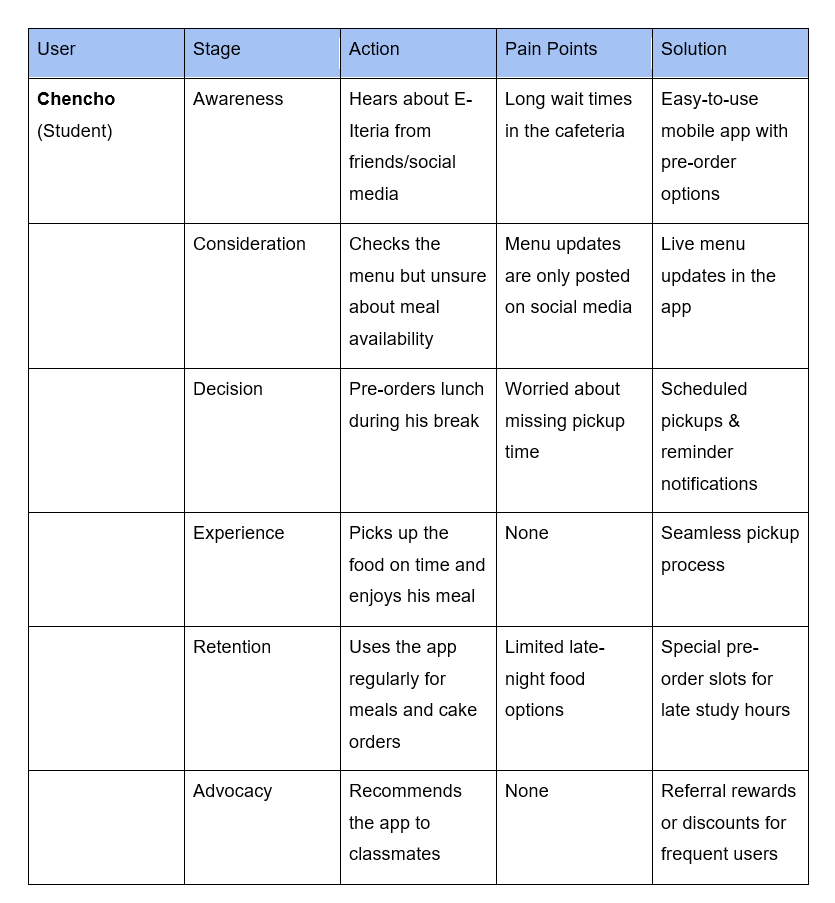 User
Stage
Action
Pain Points
Solution
Chencho
(Student)
Awareness
Hears about E-
Iteria from
friends/social
media
Long wait times
in the cafeteria
Easy-to-use
mobile app with
pre-order
options
Consideration
Checks the
menu but unsure
about meal
availability
Menu updates
are only posted
on social media
Live menu
updates in the
app
Decision
Pre-orders lunch
during his break
Worried about
missing pickup
time
Scheduled
pickups &
reminder
notifications
Experience
Picks up the
food on time and
enjoys his meal
None
Seamless pickup
process
Retention
Uses the app
regularly for
meals and cake
orders
Limited late-
night food
options
Special pre-
order slots for
late study hours
Advocacy
Recommends
the app to
classmates
None
Referral rewards
or discounts for
frequent users